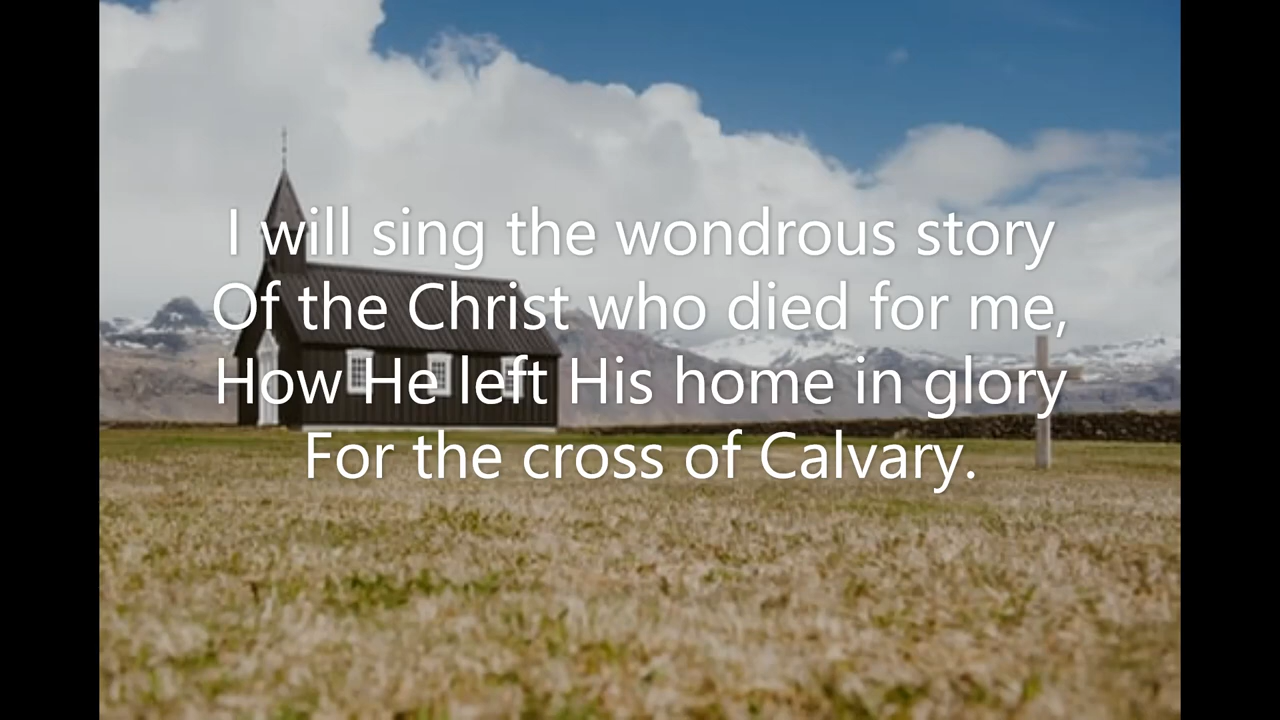 I will sing the wondrous story
Of the Christ who died for me,
How He left His home in glory
For the cross of Calvary.